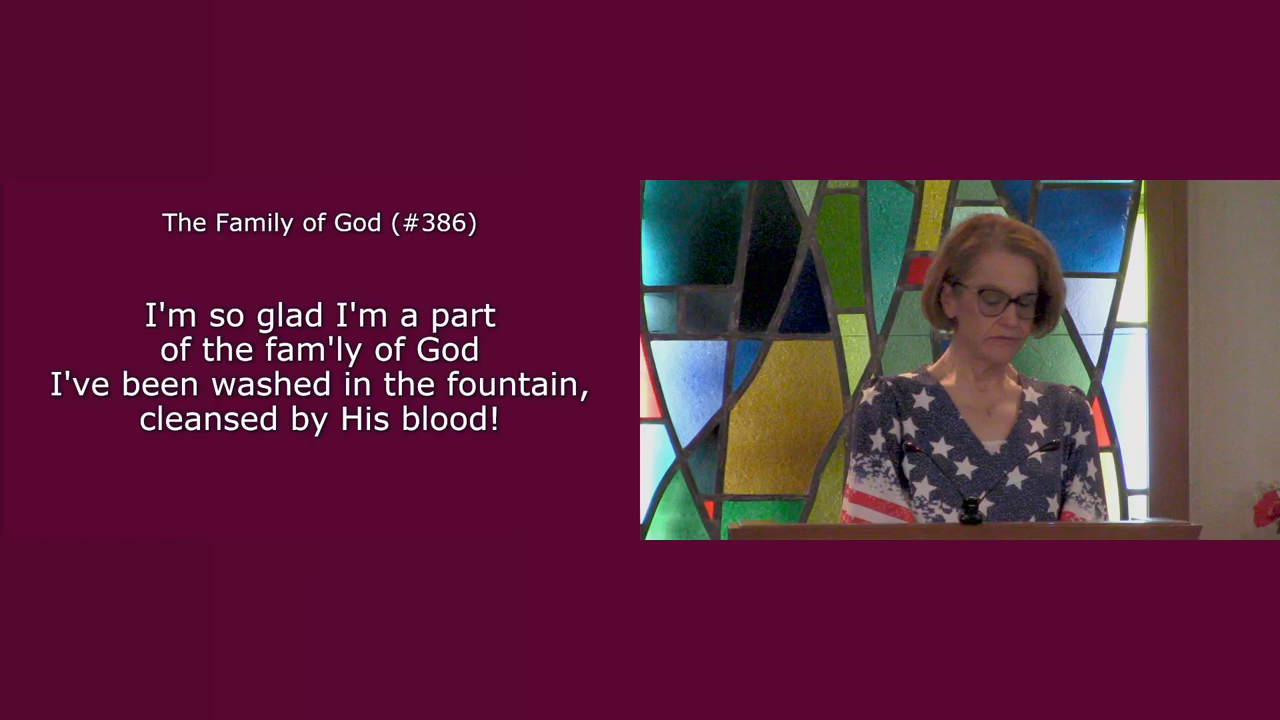 The Family of God (#386)
I'm so glad I'm a part
of the fam'ly of God
I've been washed in the fountain,
cleansed by His blood!